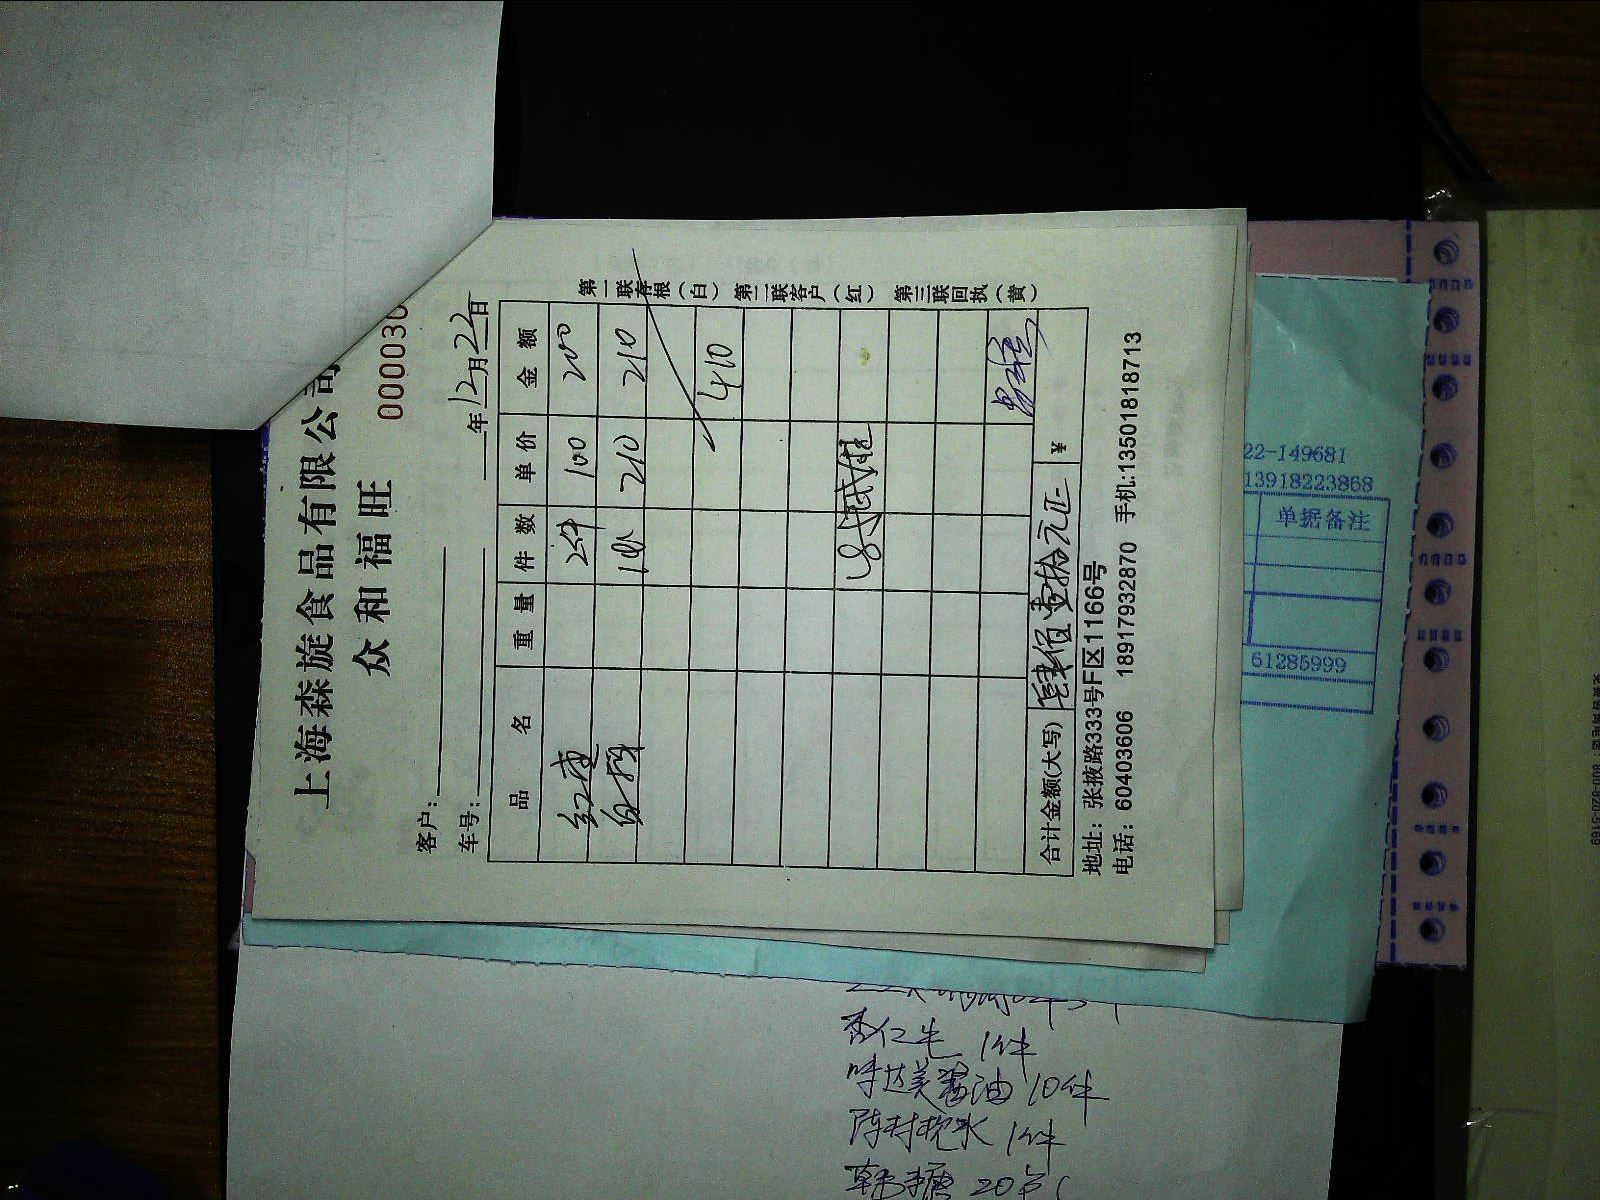 上海森旋食品有限公司
众和福旺
000030
客户：
车号：
年12月22日
品 名 重量 件数 单价 金额
红枣 2件 100 200
210 210
410
合计金额(大写) 肆佰壹拾元正 ¥
地址：张掖路333号F区1166号
电话：60403606 18917932870 手机:13501818713
第一联存根（白） 第二联客户（红） 第三联回执（黄）
22-149681
13918223868
单据备注
61285999
杏仁 1件
味达美酱油 10件
陈村枧水 1件